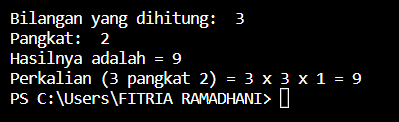 Bilangan yang dihitung:  3
Pangkat:  2
Hasilnya adalah = 9
Perkalian (3 pangkat 2) = 3 x 3 x 1 = 9
PS C:\Users\FITRIA RAMADHANI>